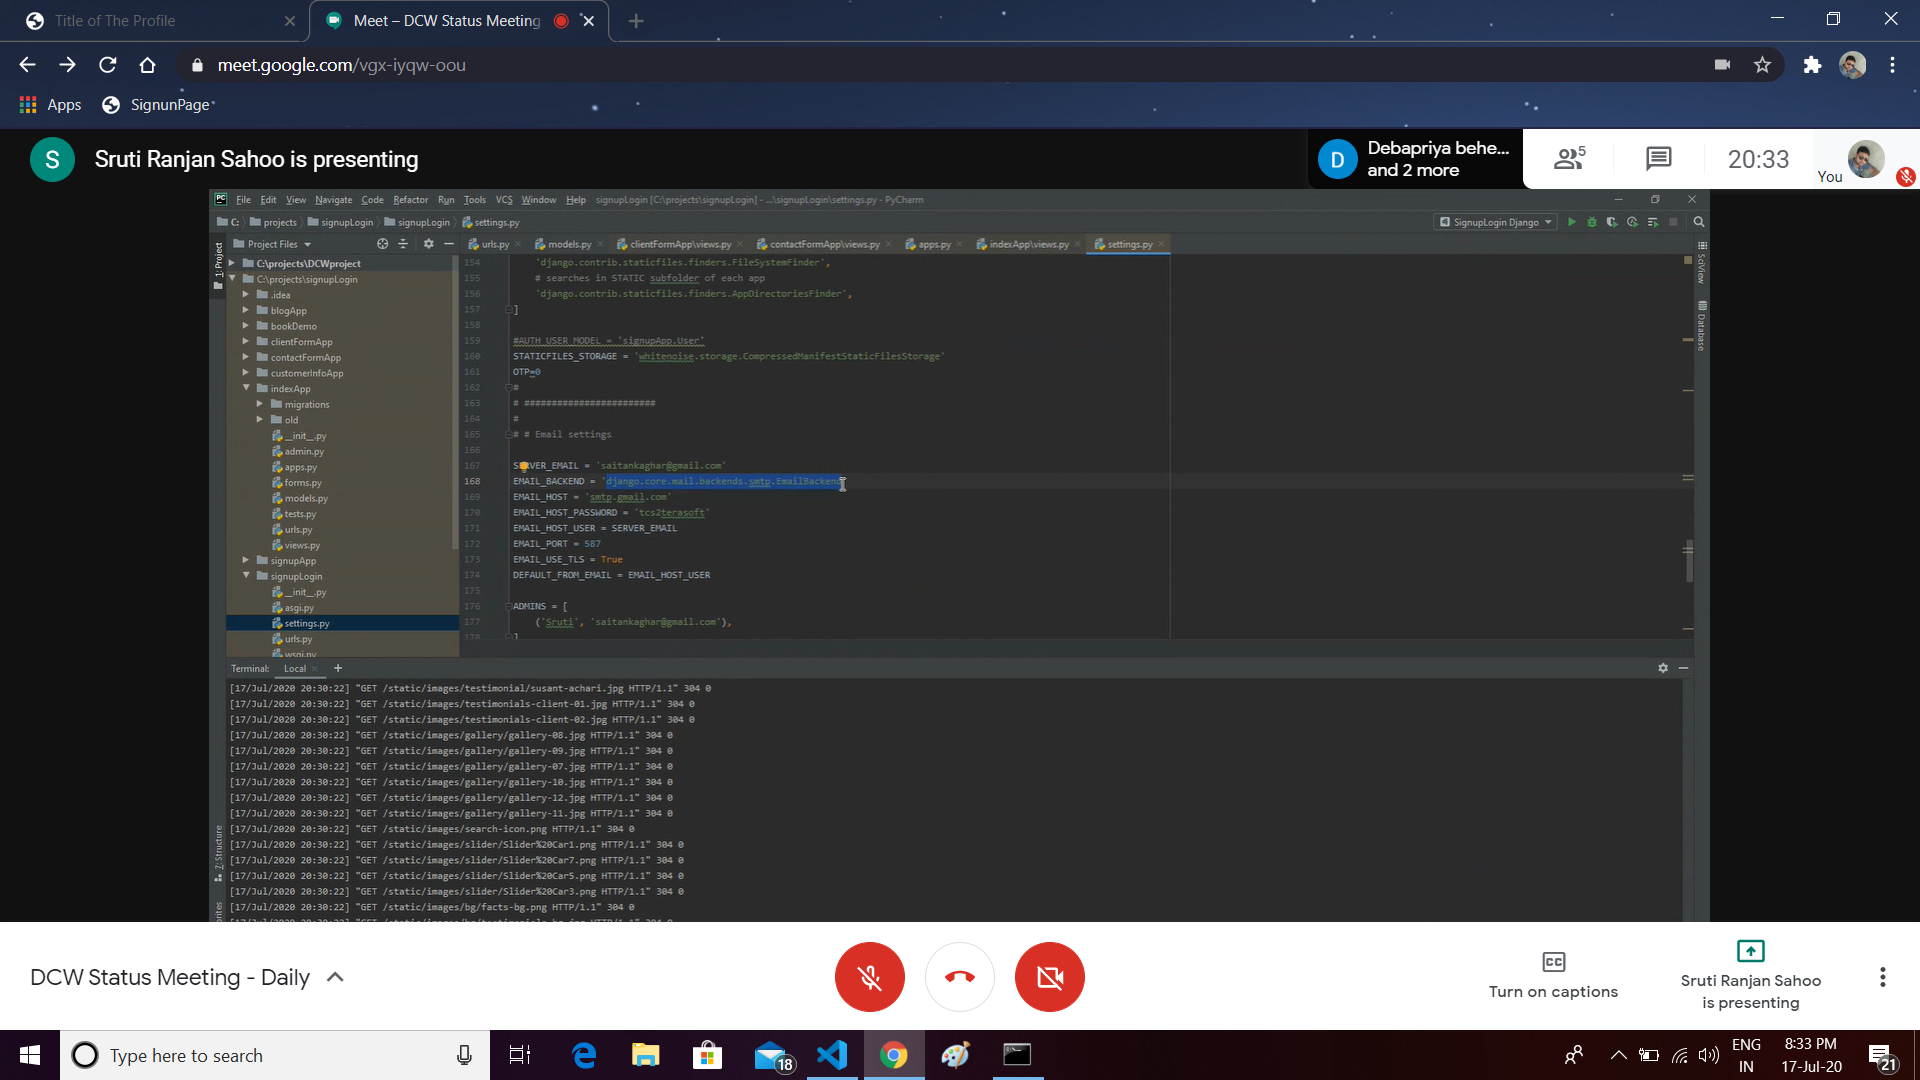 Title of The Profile
Meet – DCW Status Meeting
meet.google.com/vgx-iyqw-oou
Apps
SignunPage
S
Sruti Ranjan Sahoo is presenting
D
Debapriya behe...
and 2 more
5
20:33
You
PC File Edit View Navigate Code Refactor Run Tools VCS Window Help signupLogin [C:\projects\signupLogin] - ...\signupLogin\settings.py - PyCharm
C: projects signupLogin signupLogin settings.py
SignupLogin Django
Project Files
urls.py models.py clientFormApp\views.py contactFormApp\views.py apps.py indexApp\views.py settings.py
1: Project
C:\projects\DCWproject
C:\projects\signupLogin
.idea
blogApp
bookDemo
clientFormApp
contactFormApp
customerInfoApp
indexApp
migrations
old
__init__.py
admin.py
apps.py
forms.py
models.py
tests.py
urls.py
views.py
signupApp
signupLogin
__init__.py
asgi.py
settings.py
urls.py
wsgi.py
154 'django.contrib.staticfiles.finders.FileSystemFinder',
155 # searches in STATIC subfolder of each app
156 'django.contrib.staticfiles.finders.AppDirectoriesFinder',
157 ]
158
159 #AUTH_USER_MODEL = 'signupApp.User'
160 STATICFILES_STORAGE = 'whitenoise.storage.CompressedManifestStaticFilesStorage'
161 OTP=0
162 #
163 # ########################
164 #
165 # # Email settings
166
167 SERVER_EMAIL = 'saitankaghar@gmail.com'
168 EMAIL_BACKEND = 'django.core.mail.backends.smtp.EmailBackend
169 EMAIL_HOST = 'smtp.gmail.com'
170 EMAIL_HOST_PASSWORD = 'tcs2terasoft'
171 EMAIL_HOST_USER = SERVER_EMAIL
172 EMAIL_PORT = 587
173 EMAIL_USE_TLS = True
174 DEFAULT_FROM_EMAIL = EMAIL_HOST_USER
175
176 ADMINS = [
177 ('Sruti', 'saitankaghar@gmail.com'),
178 ]
SciView
Database
Terminal: Local +
[17/Jul/2020 20:30:22] "GET /static/images/testimonial/susant-achari.jpg HTTP/1.1" 304 0
[17/Jul/2020 20:30:22] "GET /static/images/testimonials-client-01.jpg HTTP/1.1" 304 0
[17/Jul/2020 20:30:22] "GET /static/images/testimonials-client-02.jpg HTTP/1.1" 304 0
[17/Jul/2020 20:30:22] "GET /static/images/gallery/gallery-08.jpg HTTP/1.1" 304 0
[17/Jul/2020 20:30:22] "GET /static/images/gallery/gallery-09.jpg HTTP/1.1" 304 0
[17/Jul/2020 20:30:22] "GET /static/images/gallery/gallery-07.jpg HTTP/1.1" 304 0
[17/Jul/2020 20:30:22] "GET /static/images/gallery/gallery-10.jpg HTTP/1.1" 304 0
[17/Jul/2020 20:30:22] "GET /static/images/gallery/gallery-12.jpg HTTP/1.1" 304 0
[17/Jul/2020 20:30:22] "GET /static/images/gallery/gallery-11.jpg HTTP/1.1" 304 0
[17/Jul/2020 20:30:22] "GET /static/images/search-icon.png HTTP/1.1" 304 0
[17/Jul/2020 20:30:22] "GET /static/images/slider/Slider%20Car1.png HTTP/1.1" 304 0
[17/Jul/2020 20:30:22] "GET /static/images/slider/Slider%20Car7.png HTTP/1.1" 304 0
[17/Jul/2020 20:30:22] "GET /static/images/slider/Slider%20Car5.png HTTP/1.1" 304 0
[17/Jul/2020 20:30:22] "GET /static/images/slider/Slider%20Car3.png HTTP/1.1" 304 0
[17/Jul/2020 20:30:22] "GET /static/images/bg/facts-bg.png HTTP/1.1" 304 0
7: Structure
DCW Status Meeting - Daily
Turn on captions
Sruti Ranjan Sahoo
is presenting
Type here to search
18
ENG
IN
8:33 PM
17-Jul-20
21